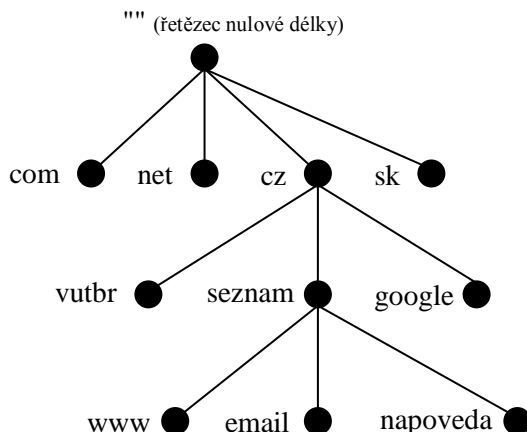 "" (řetězec nulové délky)
com net cz sk
vutbr seznam google
www email napoveda